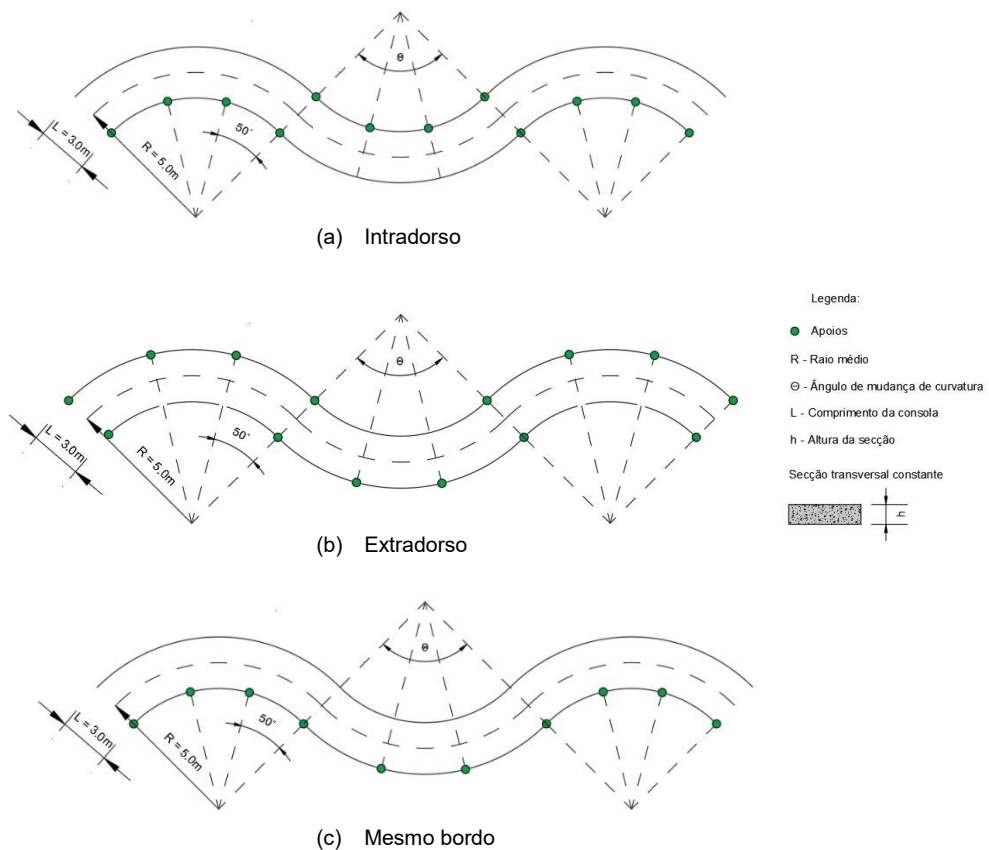 Θ
50°
L = 3.0m
R = 5.0m
(a) Intradorso
Θ
50°
L = 3.0m
R = 5.0m
(b) Extradorso
Legenda:
Apoios
R - Raio médio
Θ - Ângulo de mudança de curvatura
L - Comprimento da consola
h - Altura da secção
Secção transversal constante
h
Θ
50°
L = 3.0m
R = 5.0m
(c) Mesmo bordo